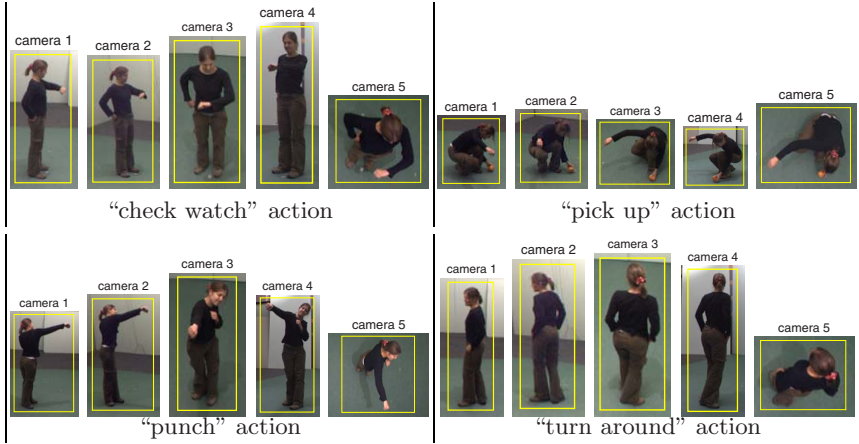 camera 1
camera 2
camera 3
camera 4
camera 5
“check watch” action
camera 1
camera 2
camera 3
camera 4
camera 5
“pick up” action
camera 1
camera 2
camera 3
camera 4
camera 5
“punch” action
camera 1
camera 2
camera 3
camera 4
camera 5
“turn around” action